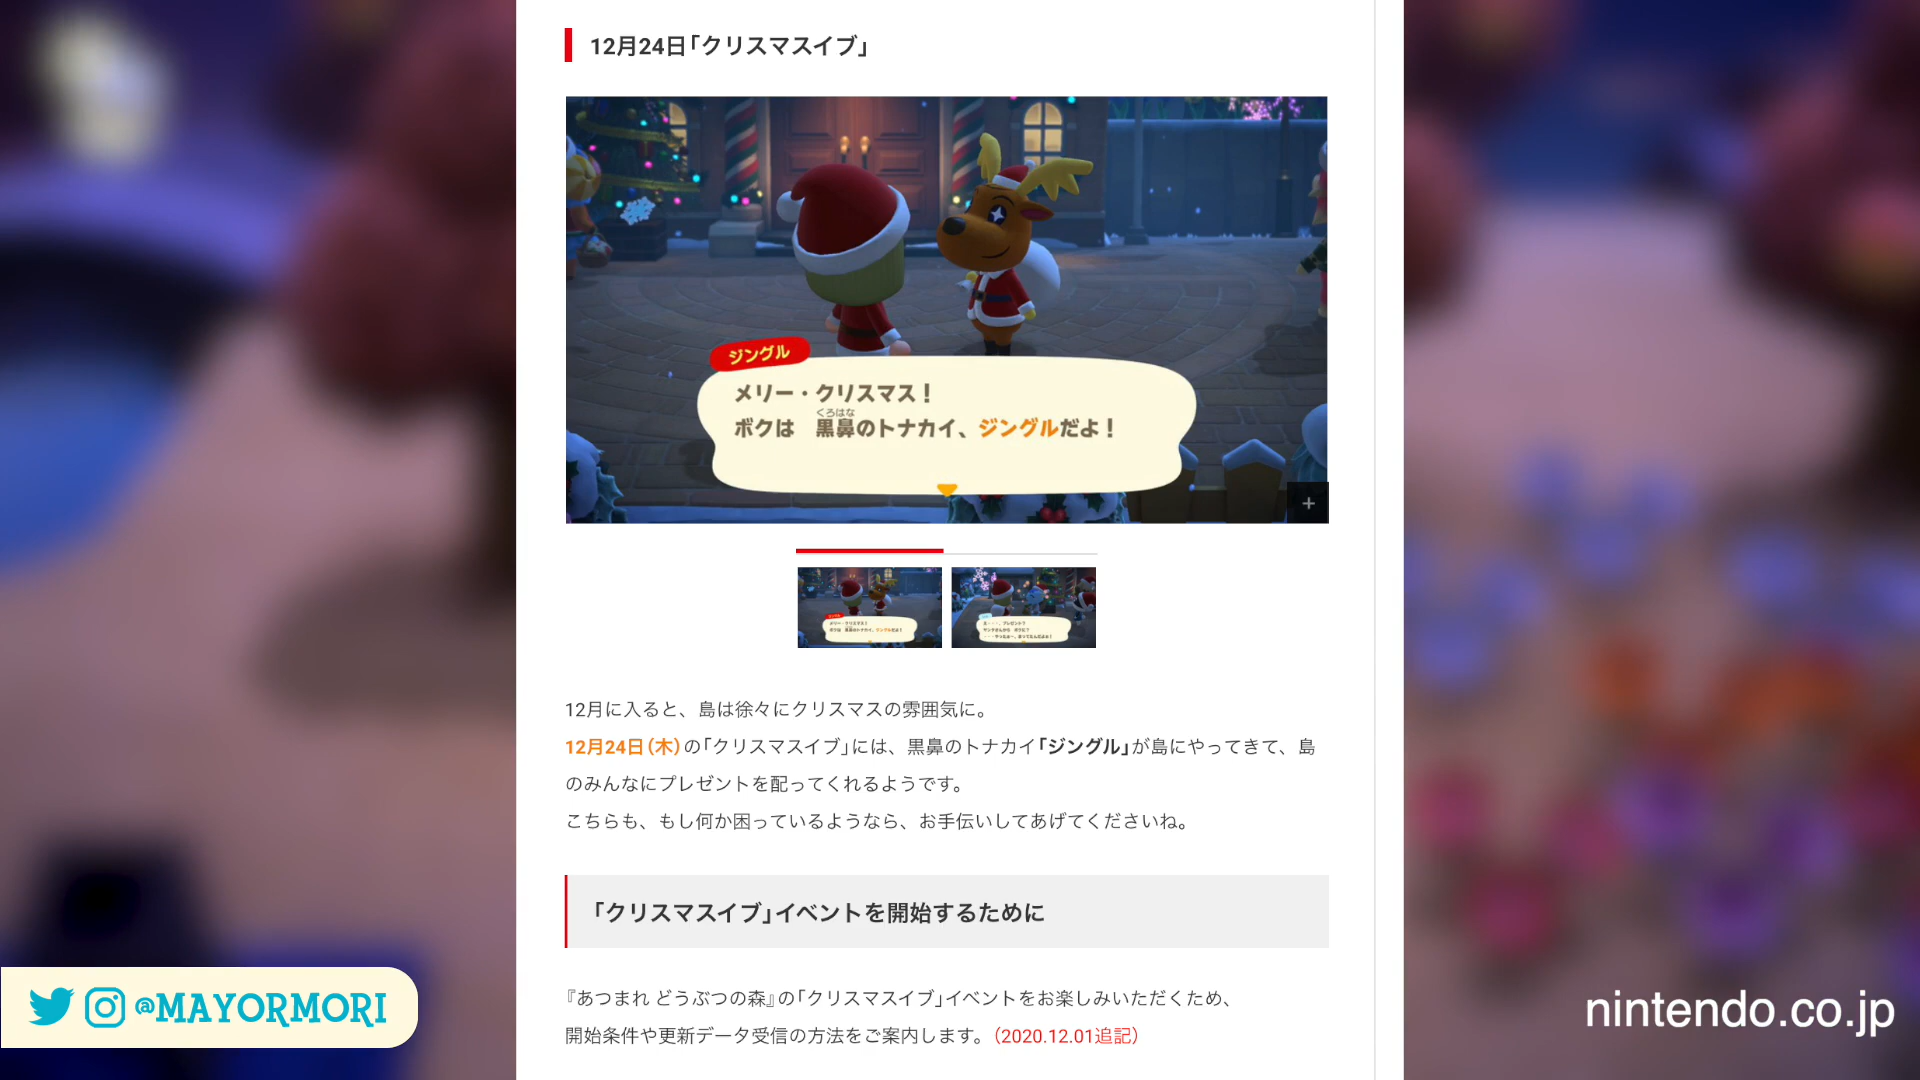 12月24日「クリスマスイブ」
ジングル
メリー・クリスマス！
くろはな
ボクは 黒鼻のトナカイ、ジングルだよ！
12月に入ると、島は徐々にクリスマスの雰囲気に。
12月24日（木）の「クリスマスイブ」には、黒鼻のトナカイ「ジングル」が島にやってきて、島
のみんなにプレゼントを配ってくれるようです。
こちらも、もし何か困っているようなら、お手伝いしてあげてくださいね。
「クリスマスイブ」イベントを開始するために
『あつまれ どうぶつの森』の「クリスマスイブ」イベントをお楽しみいただくため、
開始条件や更新データ受信の方法をご案内します。（2020.12.01追記）
@MAYORMORI
nintendo.co.jp